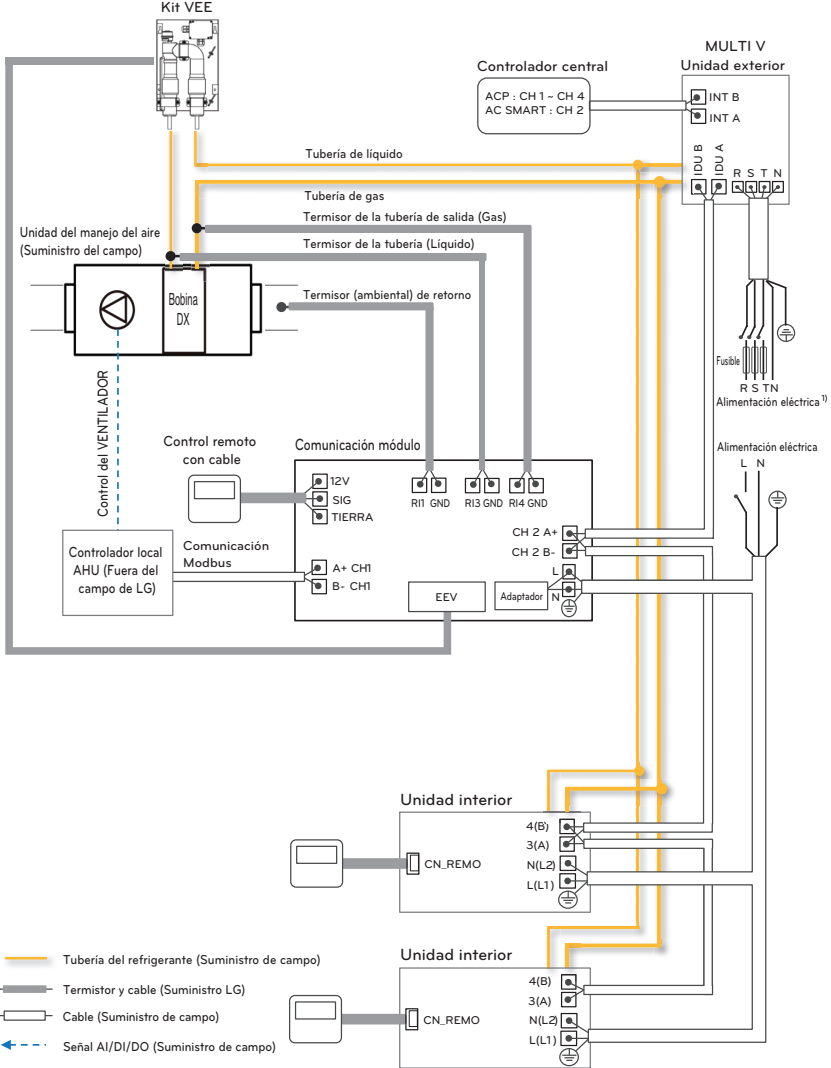 Kit VEE
MULTI V
Unidad exterior
Controlador central
ACP : CH 1 ~ CH 4
AC SMART : CH 2
INT B
INT A
IDU B
IDU A
R S T N
Tubería de líquido
Tubería de gas
Termisor de la tubería de salida (Gas)
Unidad del manejo del aire
(Suministro del campo)
Termisor de la tubería (Líquido)
Bobina
DX
Termisor (ambiental) de retorno
Fusible
R S TN
Alimentación eléctrica 1)
Control del VENTILADOR
Control remoto
con cable
Comunicación módulo
Alimentación eléctrica
L N
12V
SIG
TIERRA
RI1 GND
RI3 GND
RI4 GND
CH 2 A+
CH 2 B-
Controlador local
AHU (Fuera del
campo de LG)
Comunicación
Modbus
A+ CH1
B- CH1
EEV
Adaptador
L
N
Unidad interior
4(B)
3(A)
CN_REMO
N(L2)
L(L1)
Unidad interior
4(B)
3(A)
CN_REMO
N(L2)
L(L1)
Tubería del refrigerante (Suministro de campo)
Termistor y cable (Suministro LG)
Cable (Suministro de campo)
Señal AI/DI/DO (Suministro de campo)